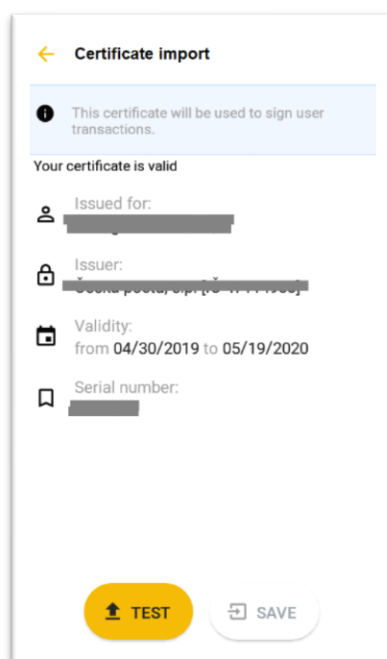 Certificate import
This certificate will be used to sign user
transactions.
Your certificate is valid
Issued for:
Issuer:
Validity:
from 04/30/2019 to 05/19/2020
Serial number:
TEST
SAVE